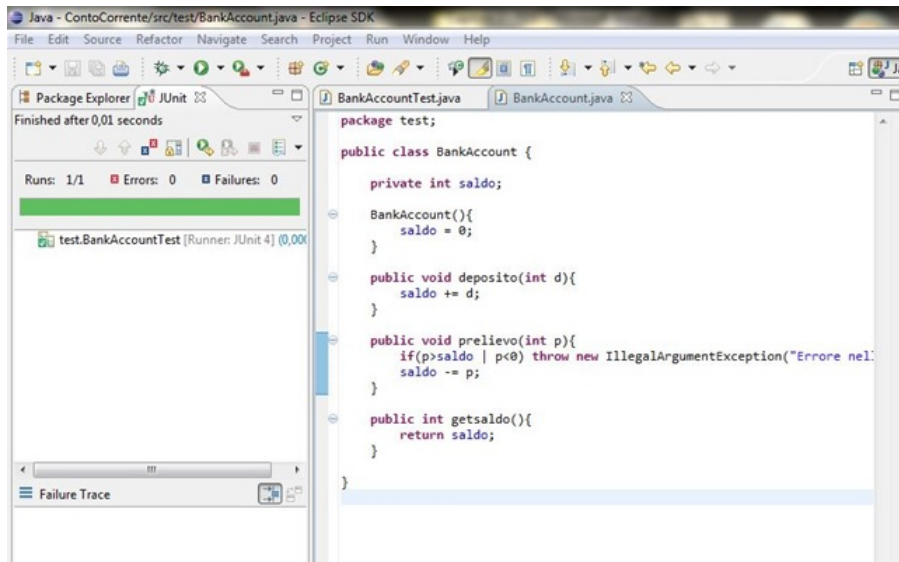 Java - ContoCorrente/src/test/BankAccount.java - Eclipse SDK
File Edit Source Refactor Navigate Search Project Run Window Help
Package Explorer JUnit
Finished after 0,01 seconds
Runs: 1/1 Errors: 0 Failures: 0
test.BankAccountTest [Runner: JUnit 4] (0,000
Failure Trace
BankAccountTest.java BankAccount.java
package test;
public class BankAccount {
private int saldo;
BankAccount(){
saldo = 0;
}
public void deposito(int d){
saldo += d;
}
public void prelievo(int p){
if(p>saldo | p<0) throw new IllegalArgumentException("Errore nell
saldo -= p;
}
public int getsaldo(){
return saldo;
}
}